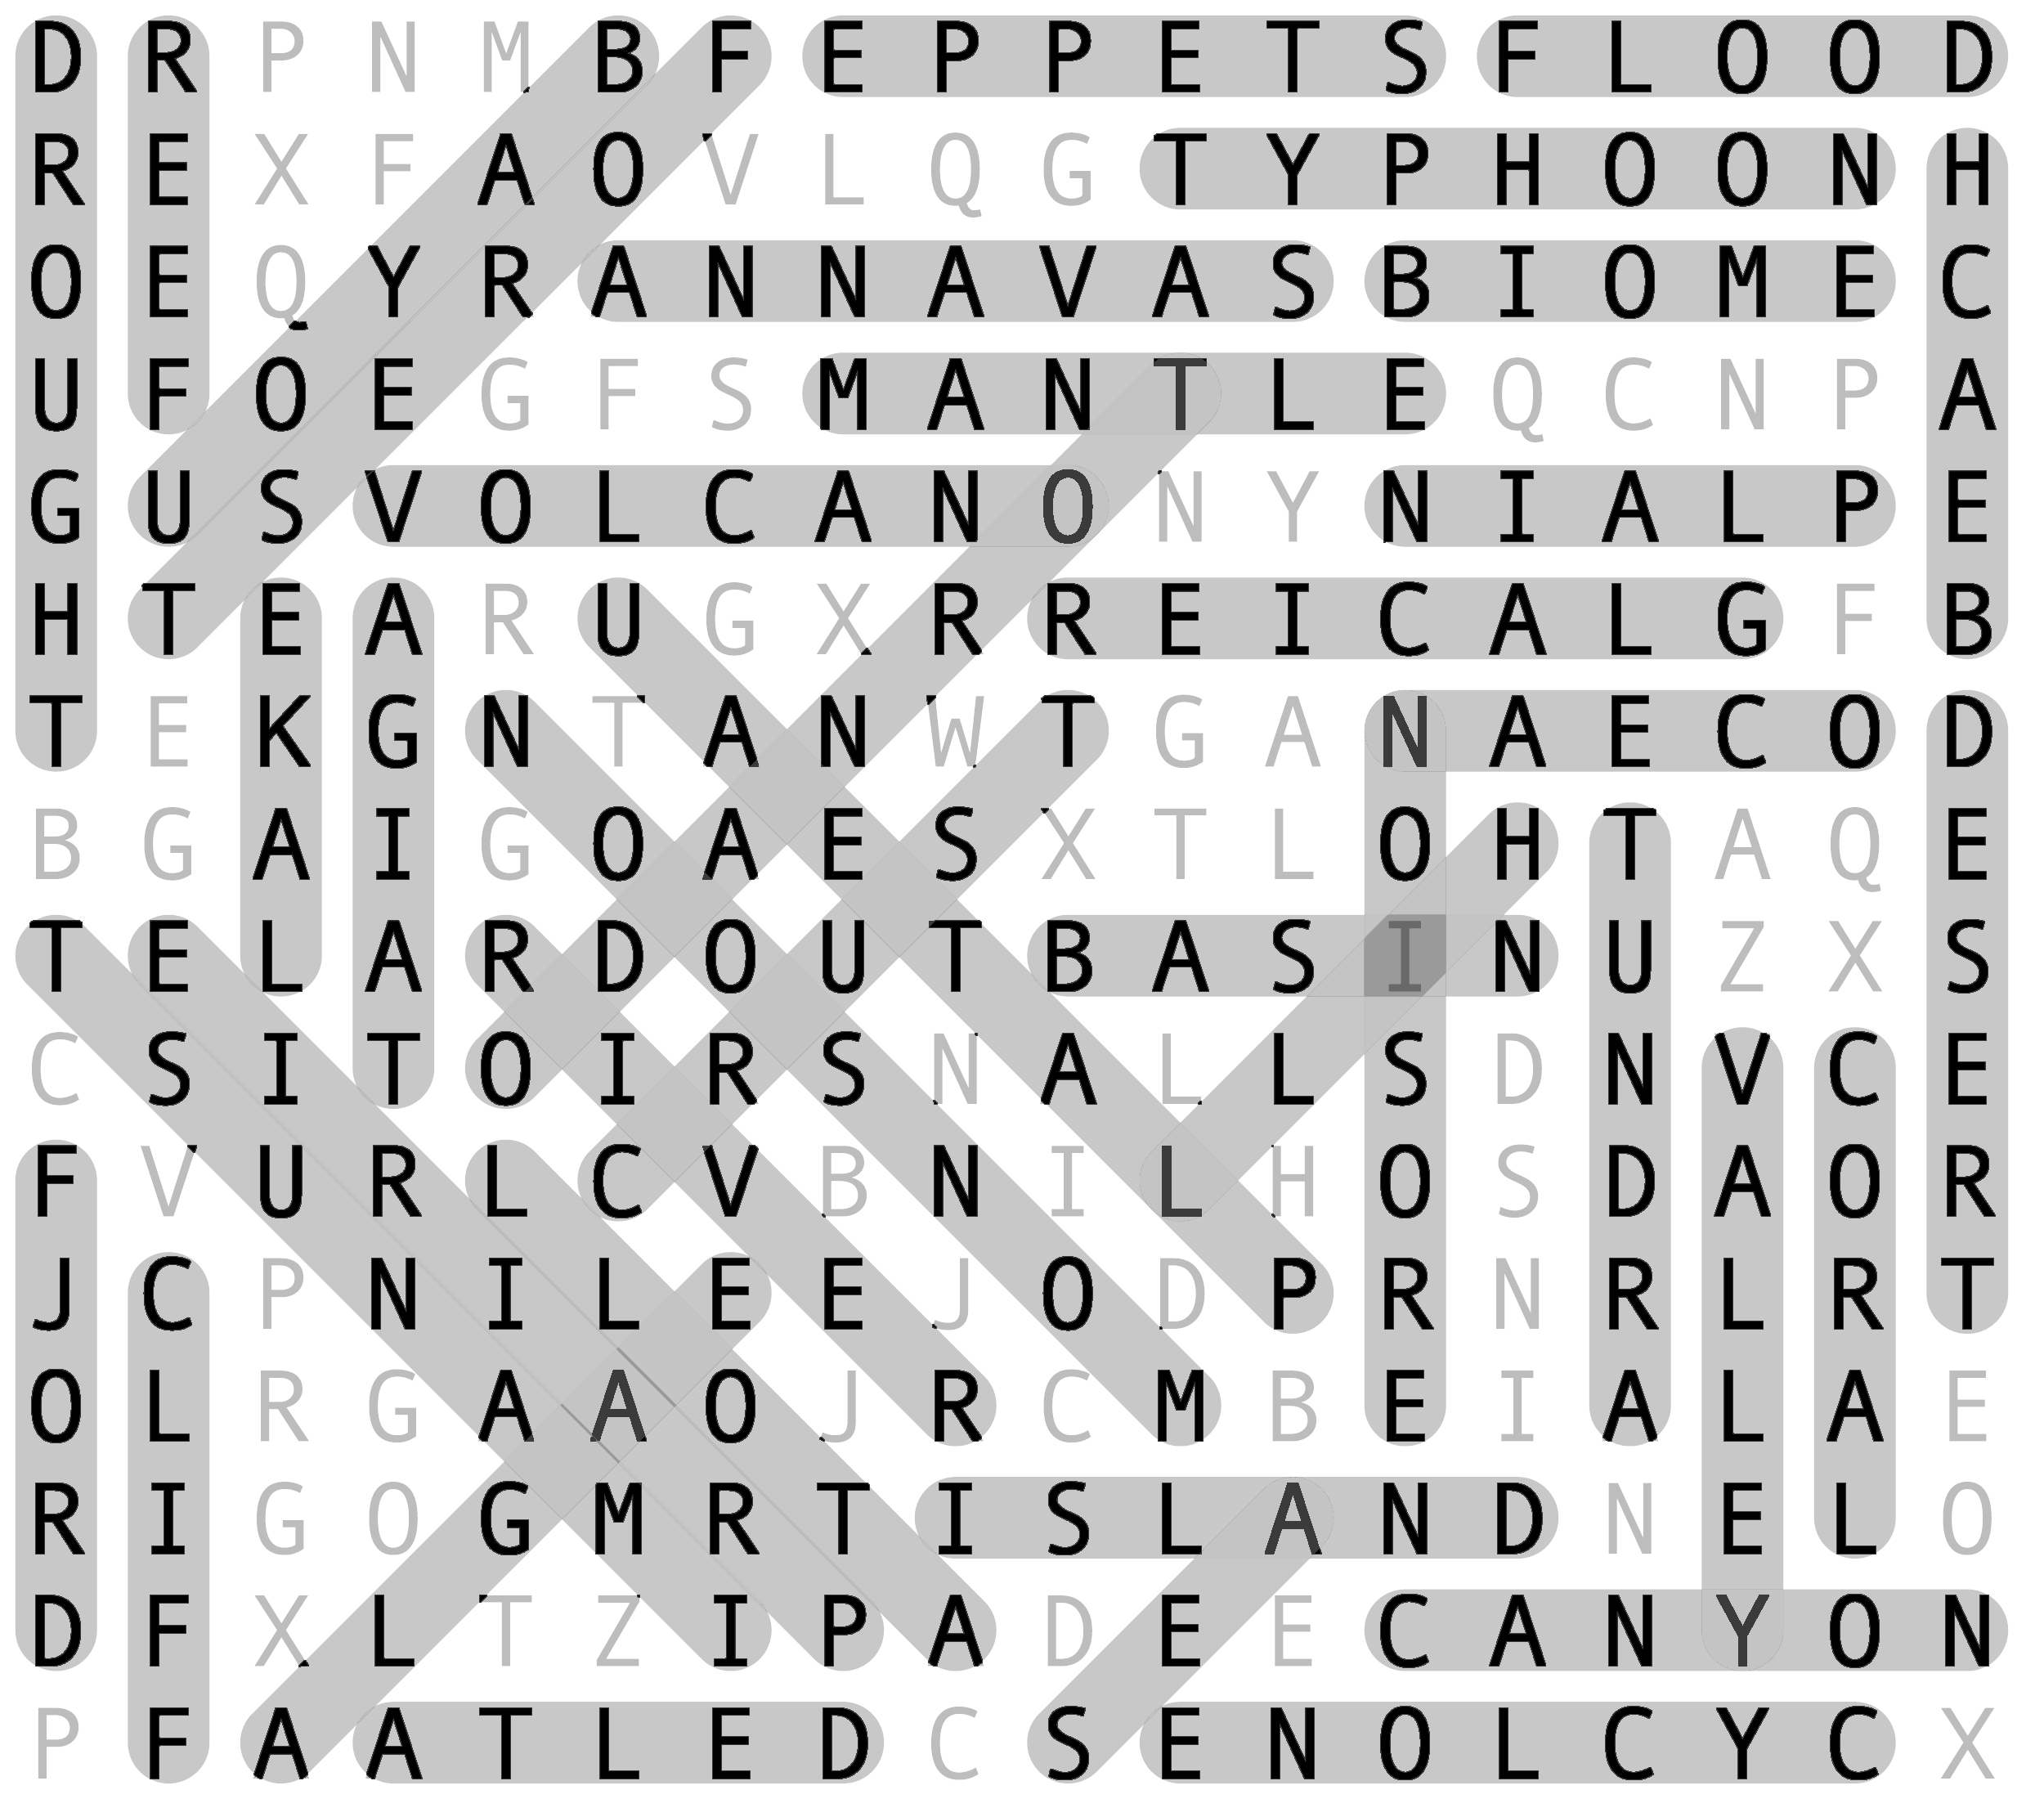 D R P N M B F E P P E T S F L O O D
R E X F A O V L Q G T Y P H O O N H
O E Q Y R A N N A V A S B I O M E C
U F O E G F S M A N T L E Q C N P A
G U S V O L C A N O N Y N I A L P E
H T E A R U G X R R E I C A L G F B
T E K G N T A N W T G A N A E C O D
B G A I G O A E S X T L O H T A Q E
T E L A R D O U T B A S I N U Z X S
C S I T O I R S N A L L S D N V C E
F V U R L C V B N I L H O S D A O R
J C P N I L E E J O D P R N R L R T
O L R G A A O J R C M B E I A L A E
R I G O G M R T I S L A N D N E L O
D F X L T Z I P A D E E C A N Y O N
P F A A T L E D C S E N O L C Y C X